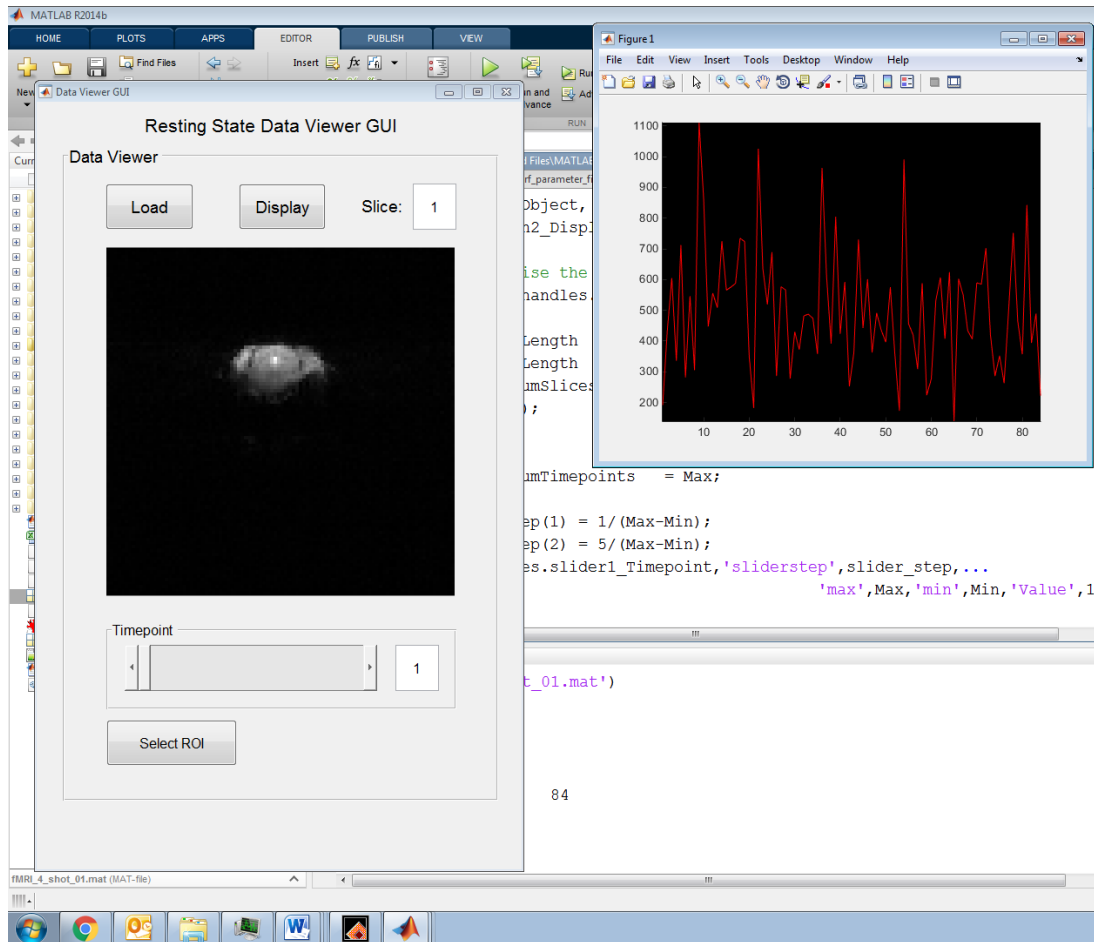 MATLAB R2014b
HOME PLOTS APPS EDITOR PUBLISH VIEW
Find Files
Insert
fx
New
RUN
Data Viewer GUI
Resting State Data Viewer GUI
Data Viewer
Load
Display
Slice:
1
Timepoint
1
Select ROI
Figure 1
File Edit View Insert Tools Desktop Window Help
1100
1000
900
800
700
600
500
400
300
200
10 20 30 40 50 60 70 80
Object,
ise the
handles.
Length
Length
umSlices
);
umTimepoints = Max;
ep(1) = 1/(Max-Min);
ep(2) = 5/(Max-Min);
es.slider1_Timepoint,'sliderstep',slider_step,...
'max',Max,'min',Min,'Value',1
t_01.mat')
84
fMRI_4_shot_01.mat (MAT-file)